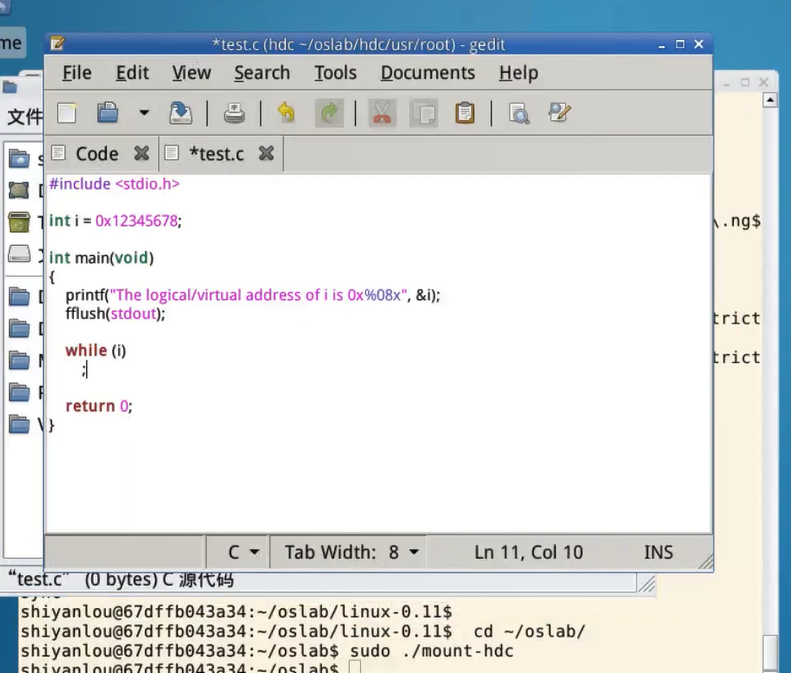 me
*test.c (hdc ~/oslab/hdc/usr/root) - gedit
File Edit View Search Tools Documents Help
文件
Code *test.c
#include <stdio.h>
int i = 0x12345678;
int main(void)
{
printf("The logical/virtual address of i is 0x%08x", &i);
fflush(stdout);
while (i)
;
return 0;
}
\.ng$
trict
trict
C Tab Width: 8 Ln 11, Col 10 INS
“test.c” (0 bytes) C 源代码
sync
shiyanlou@67dffb043a34:~/oslab/linux-0.11$
shiyanlou@67dffb043a34:~/oslab/linux-0.11$ cd ~/oslab/
shiyanlou@67dffb043a34:~/oslab$ sudo ./mount-hdc
shiyanlou@67dffb043a34:~/oslab$